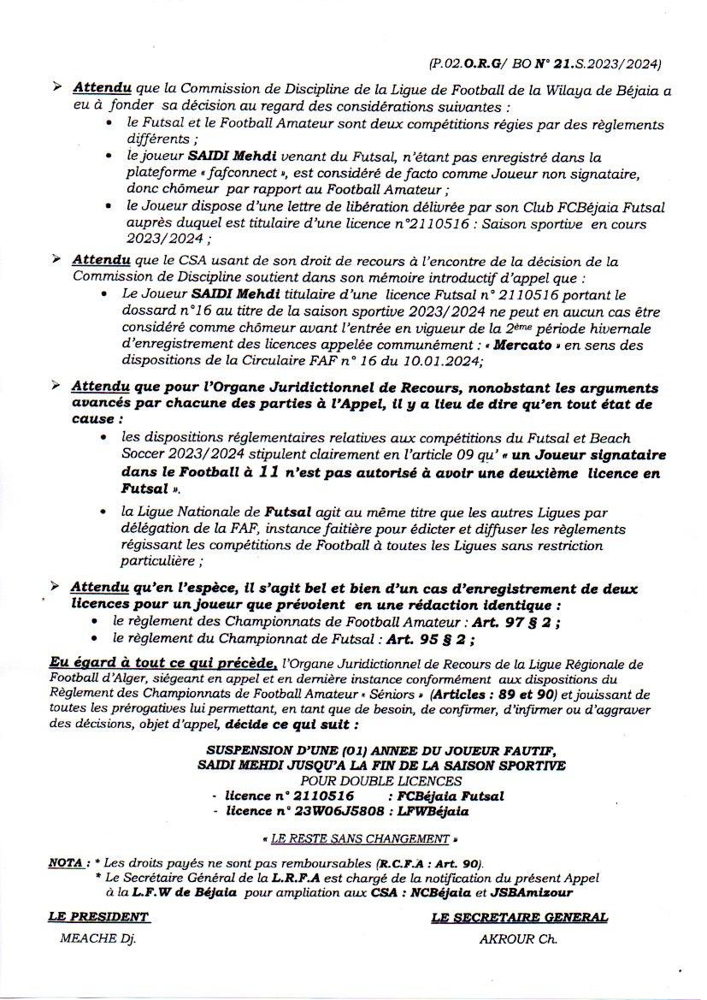 (P.02.O.R.G/ BO N° 21.S.2023/2024)
➢ Attendu que la Commission de Discipline de la Ligue de Football de la Wilaya de Béjaia a
eu à fonder sa décision au regard des considérations suivantes :
• le Futsal et le Football Amateur sont deux compétitions régies par des règlements
différents ;
• le joueur SAIDI Mehdi venant du Futsal, n'étant pas enregistré dans la
plateforme « fafconnect », est considéré de facto comme Joueur non signataire,
donc chômeur par rapport au Football Amateur ;
• le Joueur dispose d'une lettre de libération délivrée par son Club FCBéjaia Futsal
auprès duquel est titulaire d'une licence n°2110516 : Saison sportive en cours
2023/2024 ;
➢ Attendu que le CSA usant de son droit de recours à l'encontre de la décision de la
Commission de Discipline soutient dans son mémoire introductif d'appel que :
• Le Joueur SAIDI Mehdi titulaire d'une licence Futsal n° 2110516 portant le
dossard n°16 au titre de la saison sportive 2023/2024 ne peut en aucun cas être
considéré comme chômeur avant l'entrée en vigueur de la 2ème période hivernale
d'enregistrement des licences appelée communément : « Mercato » en sens des
dispositions de la Circulaire FAF n° 16 du 10.01.2024;
➢ Attendu que pour l'Organe Juridictionnel de Recours, nonobstant les arguments
avancés par chacune des parties à l'Appel, il y a lieu de dire qu'en tout état de
cause :
• les dispositions réglementaires relatives aux compétitions du Futsal et Beach
Soccer 2023/2024 stipulent clairement en l'article 09 qu' « un Joueur signataire
dans le Football à 11 n'est pas autorisé à avoir une deuxième licence en
Futsal ».
• la Ligue Nationale de Futsal agit au même titre que les autres Ligues par
délégation de la FAF, instance faitière pour édicter et diffuser les règlements
régissant les compétitions de Football à toutes les Ligues sans restriction
particulière ;
➢ Attendu qu'en l'espèce, il s'agit bel et bien d'un cas d'enregistrement de deux
licences pour un joueur que prévoient en une rédaction identique :
• le règlement des Championnats de Football Amateur : Art. 97 § 2 ;
• le règlement du Championnat de Futsal : Art. 95 § 2 ;
Eu égard à tout ce qui précède, l'Organe Juridictionnel de Recours de la Ligue Régionale de
Football d'Alger, siégeant en appel et en dernière instance conformément aux dispositions du
Règlement des Championnats de Football Amateur « Séniors » (Articles : 89 et 90) et jouissant de
toutes les prérogatives lui permettant, en tant que de besoin, de confirmer, d'infirmer ou d'aggraver
des décisions, objet d'appel, décide ce qui suit :
SUSPENSION D'UNE (01) ANNEE DU JOUEUR FAUTIF,
SAIDI MEHDI JUSQU'A LA FIN DE LA SAISON SPORTIVE
POUR DOUBLE LICENCES
- licence n° 2110516 : FCBéjaia Futsal
- licence n° 23W06J5808 : LFWBéjaia
« LE RESTE SANS CHANGEMENT »
NOTA : * Les droits payés ne sont pas remboursables (R.C.F.A : Art. 90).
* Le Secrétaire Général de la L.R.F.A est chargé de la notification du présent Appel
à la L.F.W de Béjaia pour ampliation aux CSA : NCBéjaia et JSBAmizour
LE PRESIDENT LE SECRETAIRE GENERAL
MEACHE Dj. AKROUR Ch.